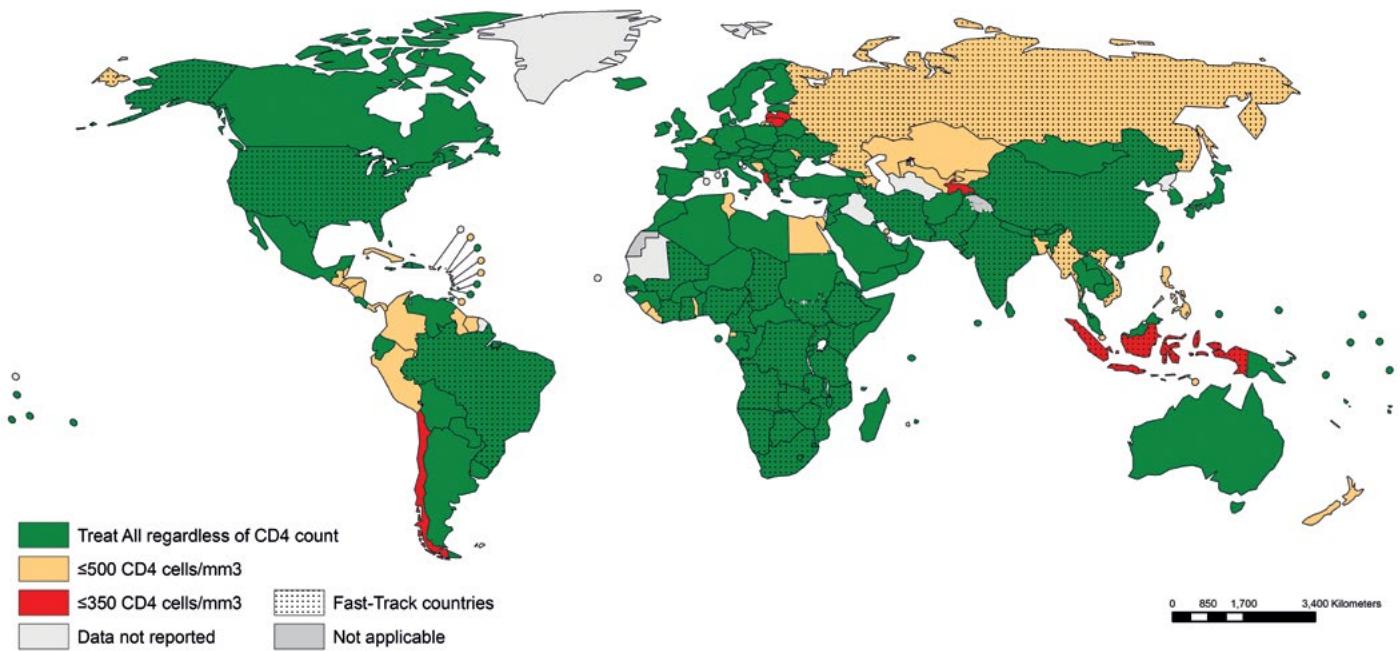 Treat All regardless of CD4 count
≤500 CD4 cells/mm3
≤350 CD4 cells/mm3
Fast-Track countries
Data not reported
Not applicable
0 850 1,700 3,400 Kilometers